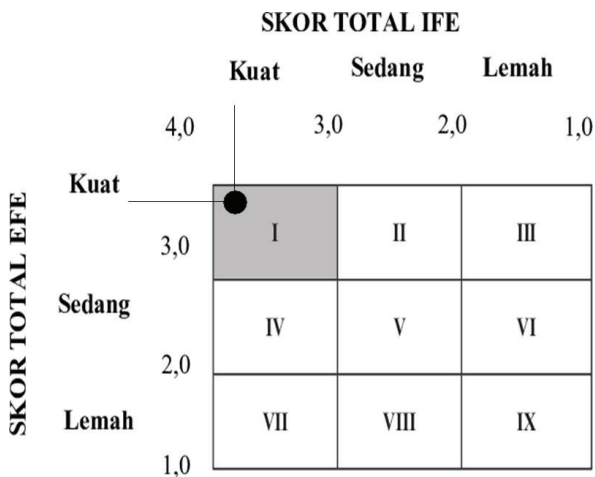 SKOR TOTAL IFE
Kuat Sedang Lemah
4,0 3,0 2,0 1,0
SKOR TOTAL EFE
Kuat
3,0
I II III
Sedang
IV V VI
2,0
Lemah
VII VIII IX
1,0